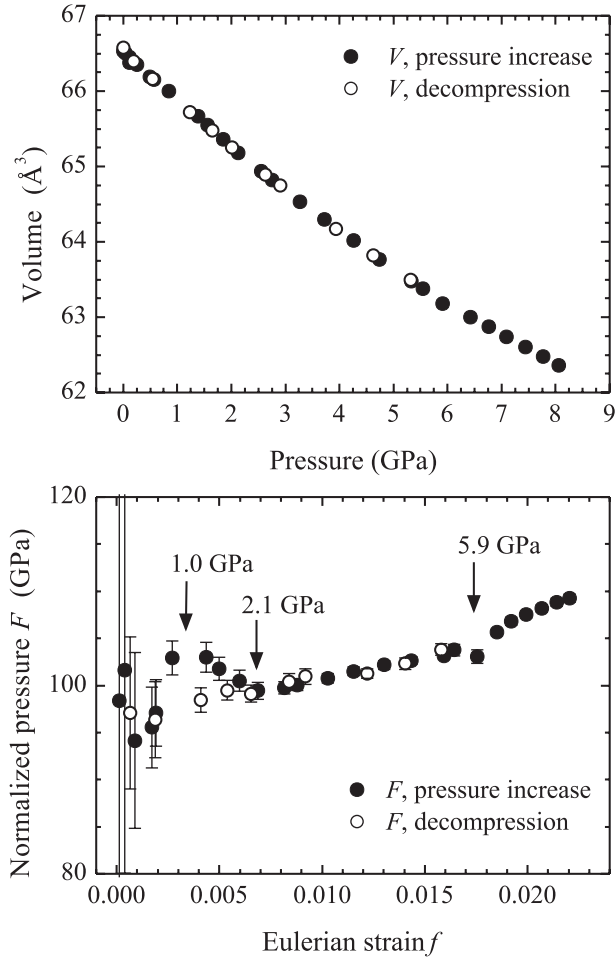 67
66
65
64
63
62
Volume (Å³)
V, pressure increase
V, decompression
0 1 2 3 4 5 6 7 8 9
Pressure (GPa)
120
100
80
Normalized pressure F (GPa)
1.0 GPa
2.1 GPa
5.9 GPa
F, pressure increase
F, decompression
0.000 0.005 0.010 0.015 0.020
Eulerian strain f